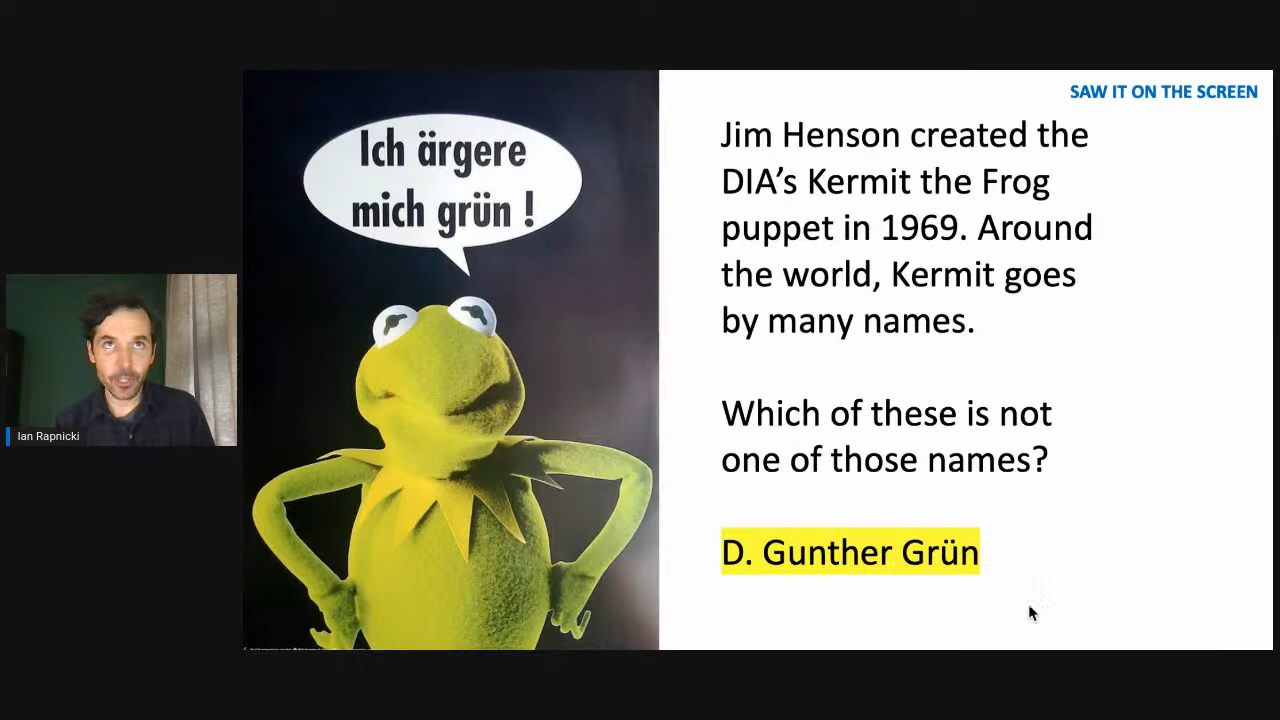 Ich ärgere
mich grün !
SAW IT ON THE SCREEN
Jim Henson created the
DIA’s Kermit the Frog
puppet in 1969. Around
the world, Kermit goes
by many names.
Which of these is not
one of those names?
D. Gunther Grün
Ian Rapnicki